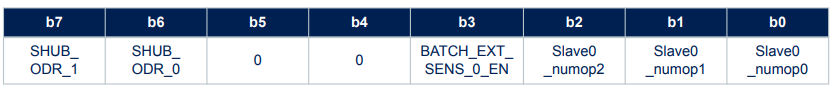 b7 b6 b5 b4 b3 b2 b1 b0
SHUB_ SHUB_ BATCH_EXT_ Slave0 Slave0 Slave0
ODR_1 ODR_0 0 0 SENS_0_EN _numop2 _numop1 _numop0